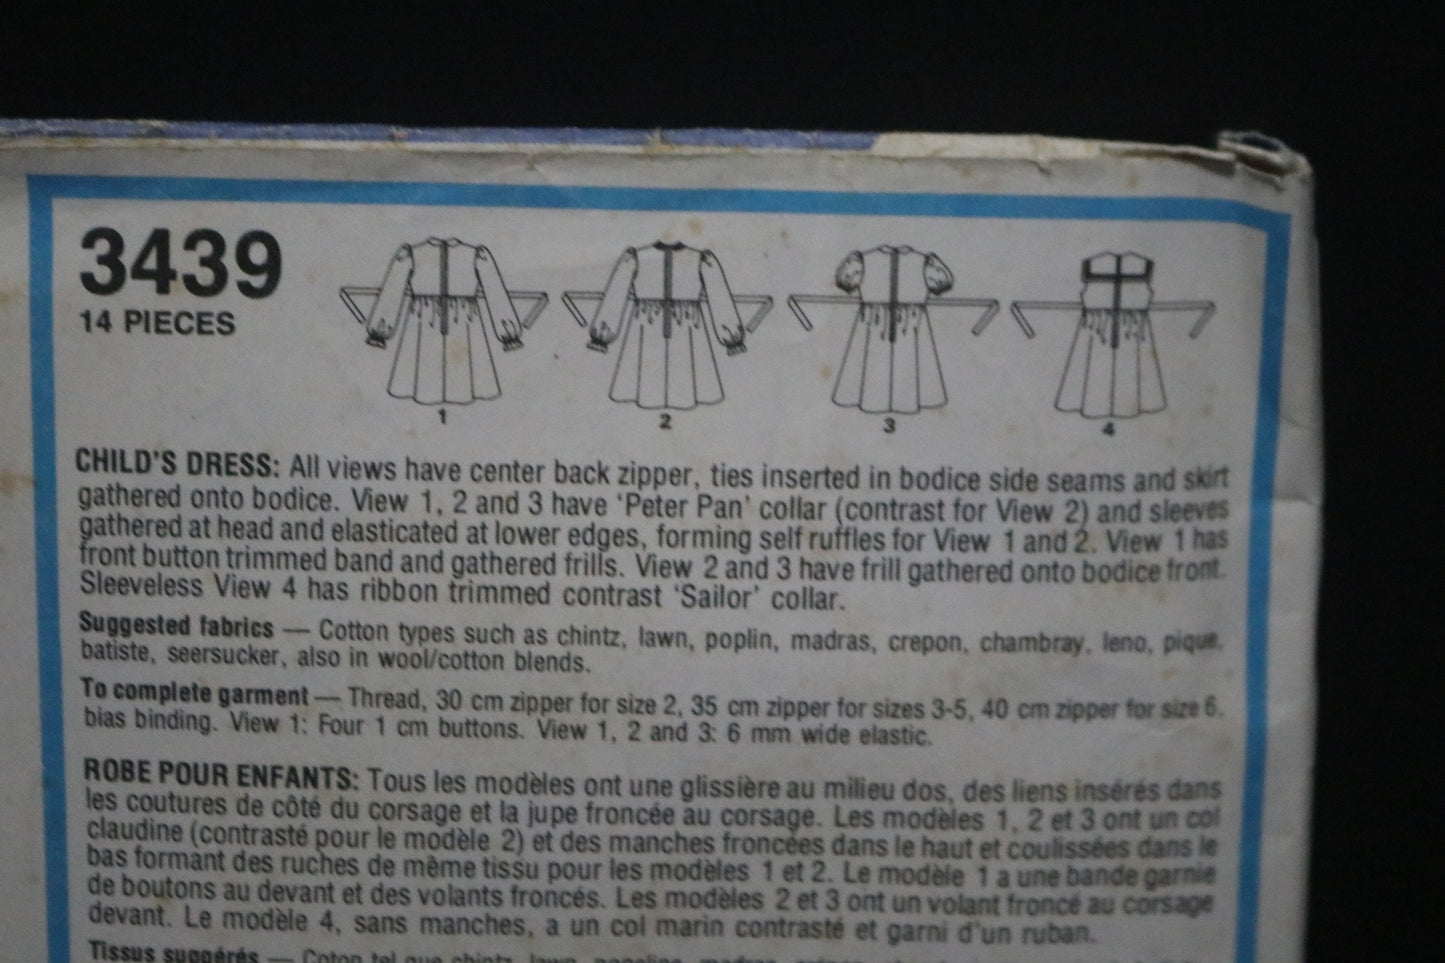 3439
14 PIECES
1
2
3
4
CHILD'S DRESS: All views have center back zipper, ties inserted in bodice side seams and skirt
gathered onto bodice. View 1, 2 and 3 have 'Peter Pan' collar (contrast for View 2) and sleeves
gathered at head and elasticated at lower edges, forming self ruffles for View 1 and 2. View 1 has
front button trimmed band and gathered frills. View 2 and 3 have frill gathered onto bodice front.
Sleeveless View 4 has ribbon trimmed contrast 'Sailor' collar.
Suggested fabrics — Cotton types such as chintz, lawn, poplin, madras, crepon, chambray, leno, pique,
batiste, seersucker, also in wool/cotton blends.
To complete garment — Thread, 30 cm zipper for size 2, 35 cm zipper for sizes 3-5, 40 cm zipper for size 6,
bias binding. View 1: Four 1 cm buttons. View 1, 2 and 3: 6 mm wide elastic.
ROBE POUR ENFANTS: Tous les modèles ont une glissière au milieu dos, des liens insérés dans
les coutures de côté du corsage et la jupe froncée au corsage. Les modèles 1, 2 et 3 ont un col
claudine (contrasté pour le modèle 2) et des manches froncées dans le haut et coulissées dans le
bas formant des ruches de même tissu pour les modèles 1 et 2. Le modèle 1 a une bande garnie
de boutons au devant et des volants froncés. Les modèles 2 et 3 ont un volant froncé au corsage
devant. Le modèle 4, sans manches, a un col marin contrasté et garni d'un ruban.
Tissus suggérés — Coton tel que chintz, lawn,